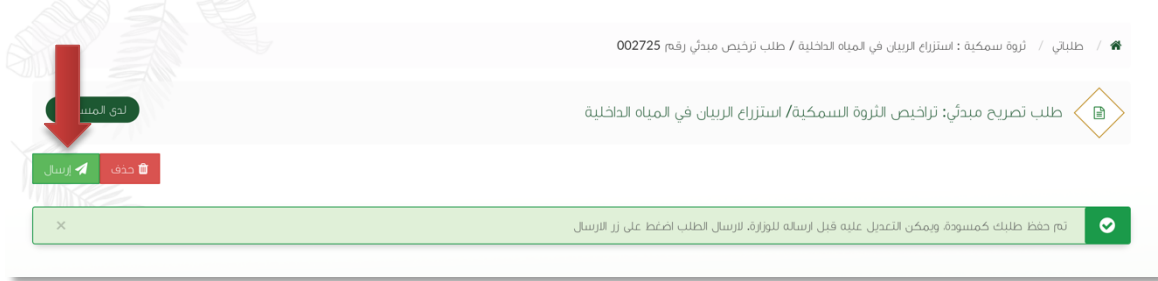 / طلباتي / ثروة سمكية : استزراع الربيان في المياه الداخلية / طلب ترخيص مبدئي رقم 002725
طلب تصريح مبدئي: تراخيص الثروة السمكية/ استزراع الربيان في المياه الداخلية
لدى
حذف
إرسال
تم حفظ طلبك كمسودة، ويمكن التعديل عليه قبل ارساله للوزارة. لارسال الطلب اضغط على زر الارسال
×